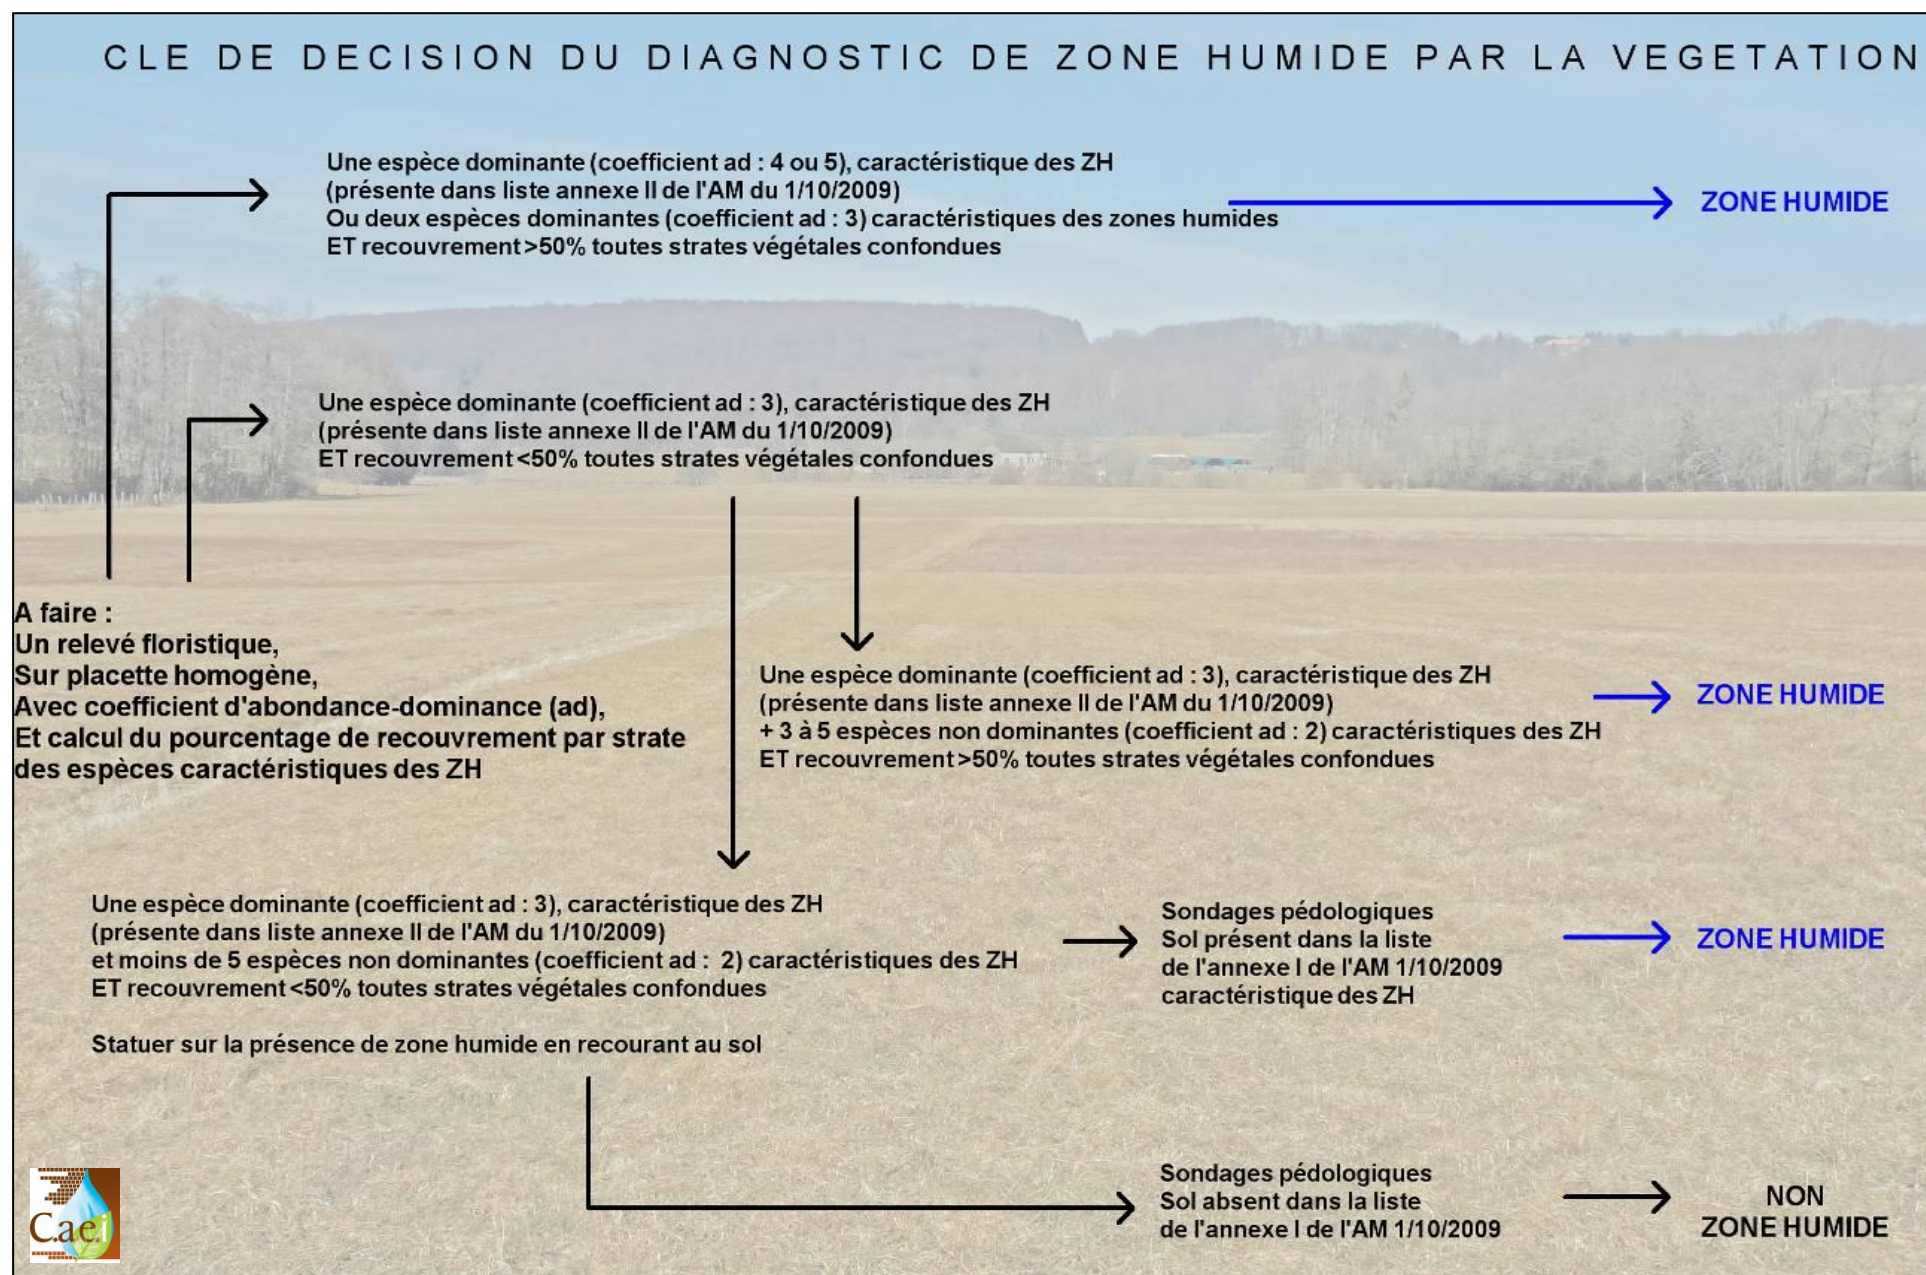 CLE DE DECISION DU DIAGNOSTIC DE ZONE HUMIDE PAR LA VEGETATION
Une espèce dominante (coefficient ad : 4 ou 5), caractéristique des ZH
(présente dans liste annexe II de l'AM du 1/10/2009)
Ou deux espèces dominantes (coefficient ad : 3) caractéristiques des zones humides
ET recouvrement >50% toutes strates végétales confondues
ZONE HUMIDE
Une espèce dominante (coefficient ad : 3), caractéristique des ZH
(présente dans liste annexe II de l'AM du 1/10/2009)
ET recouvrement <50% toutes strates végétales confondues
A faire :
Un relevé floristique,
Sur placette homogène,
Avec coefficient d'abondance-dominance (ad),
Et calcul du pourcentage de recouvrement par strate
des espèces caractéristiques des ZH
Une espèce dominante (coefficient ad : 3), caractéristique des ZH
(présente dans liste annexe II de l'AM du 1/10/2009)
+ 3 à 5 espèces non dominantes (coefficient ad : 2) caractéristiques des ZH
ET recouvrement >50% toutes strates végétales confondues
ZONE HUMIDE
Une espèce dominante (coefficient ad : 3), caractéristique des ZH
(présente dans liste annexe II de l'AM du 1/10/2009)
et moins de 5 espèces non dominantes (coefficient ad : 2) caractéristiques des ZH
ET recouvrement <50% toutes strates végétales confondues
Statuer sur la présence de zone humide en recourant au sol
Sondages pédologiques
Sol présent dans la liste
de l'annexe I de l'AM 1/10/2009
caractéristique des ZH
ZONE HUMIDE
Sondages pédologiques
Sol absent dans la liste
de l'annexe I de l'AM 1/10/2009
NON
ZONE HUMIDE
C.a.e.i